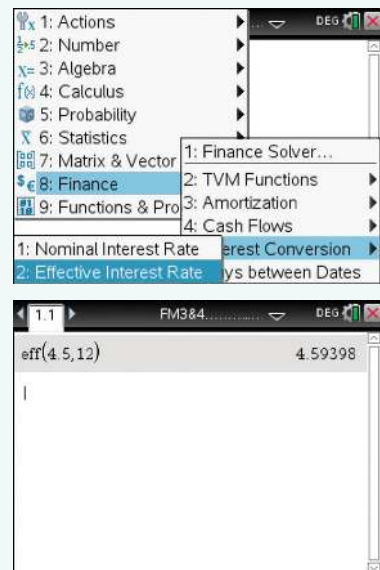 1: Actions
DEG
2: Number
3: Algebra
4: Calculus
5: Probability
6: Statistics
7: Matrix & Vector
8: Finance
9: Functions & Pro
1: Finance Solver...
2: TVM Functions
3: Amortization
4: Cash Flows
erest Conversion
ys between Dates
1: Nominal Interest Rate
2: Effective Interest Rate
1.1
FM3&4...
DEG
eff(4.5,12)
4.59398